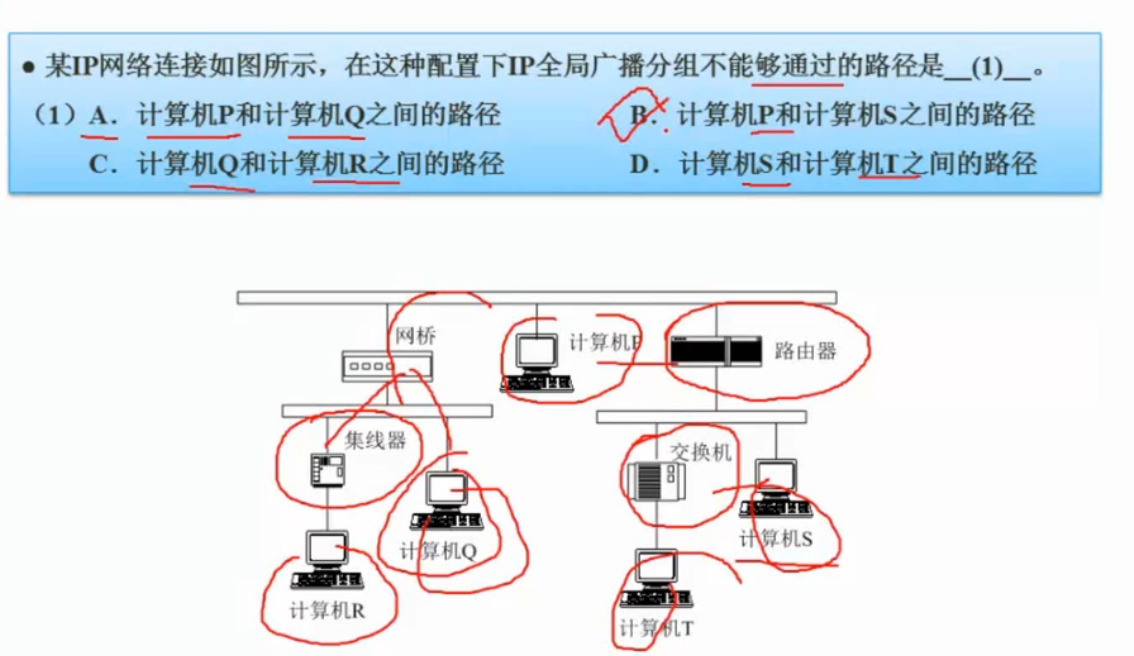 ● 某IP网络连接如图所示，在这种配置下IP全局广播分组不能够通过的路径是__(1)__。
（1）A．计算机P和计算机Q之间的路径 B．计算机P和计算机S之间的路径
C．计算机Q和计算机R之间的路径 D．计算机S和计算机T之间的路径
网桥
计算机P
路由器
集线器
交换机
计算机Q
计算机S
计算机R
计算机T